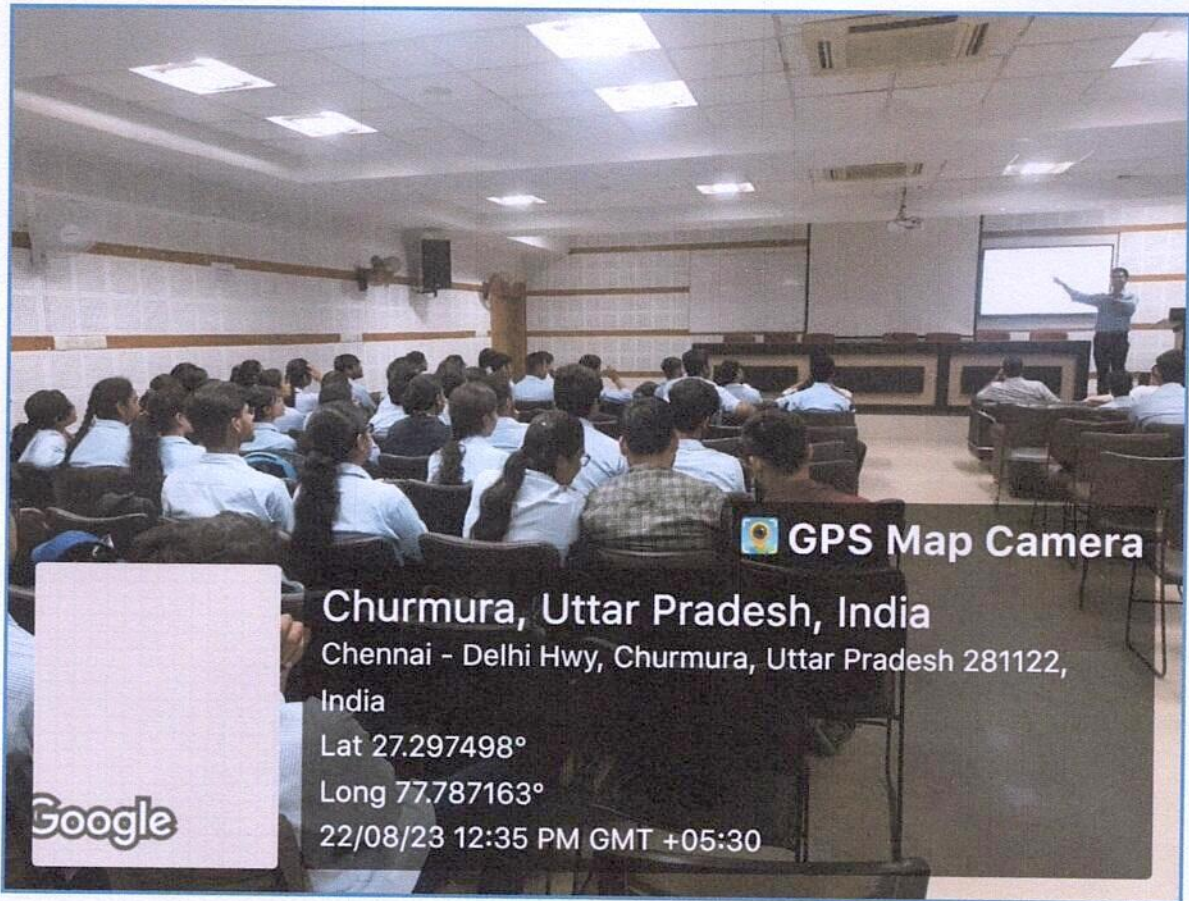 GPS Map Camera
Churmura, Uttar Pradesh, India
Chennai - Delhi Hwy, Churmura, Uttar Pradesh 281122,
India
Lat 27.297498°
Long 77.787163°
22/08/23 12:35 PM GMT +05:30
Google